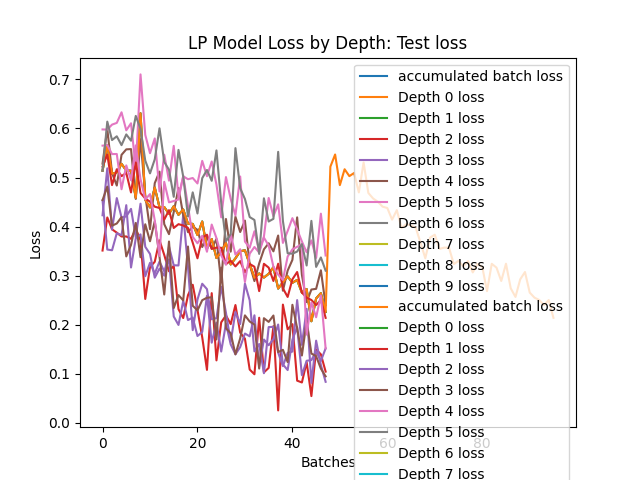 LP Model Loss by Depth: Test loss
Loss
0.7
0.6
0.5
0.4
0.3
0.2
0.1
0.0
0
20
40
60
80
Batches
accumulated batch loss
Depth 0 loss
Depth 1 loss
Depth 2 loss
Depth 3 loss
Depth 4 loss
Depth 5 loss
Depth 6 loss
Depth 7 loss
Depth 8 loss
Depth 9 loss
accumulated batch loss
Depth 0 loss
Depth 1 loss
Depth 2 loss
Depth 3 loss
Depth 4 loss
Depth 5 loss
Depth 6 loss
Depth 7 loss